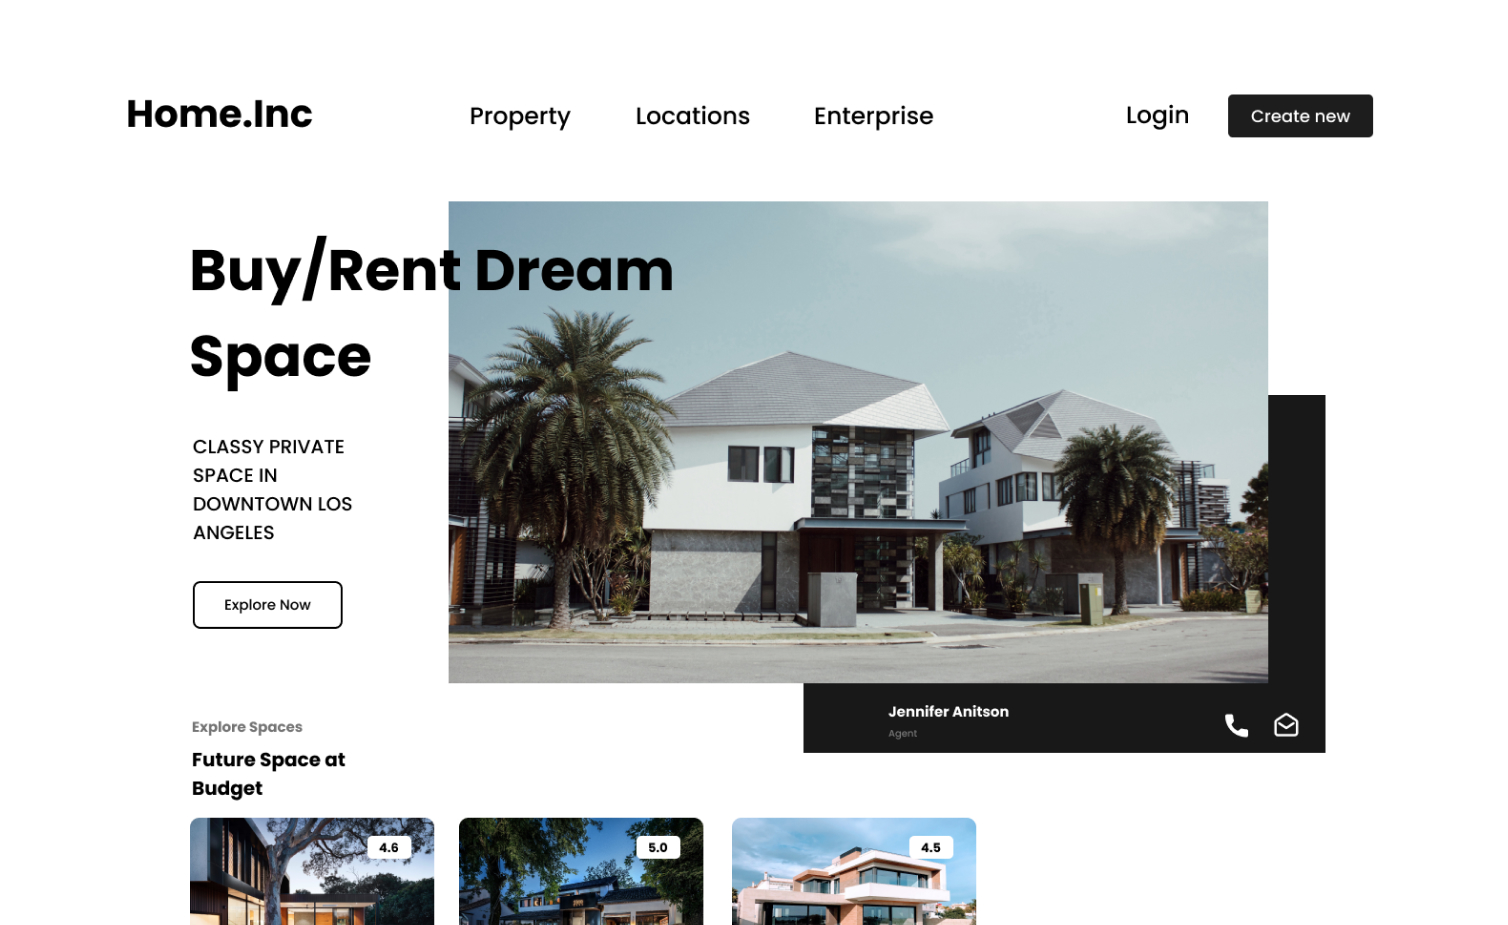 Home.Inc
Property
Locations
Enterprise
Login
Create new
Buy/Rent Dream
Space
CLASSY PRIVATE
SPACE IN
DOWNTOWN LOS
ANGELES
Explore Now
Jennifer Anitson
Agent
Explore Spaces
Future Space at
Budget
4.6
5.0
4.5